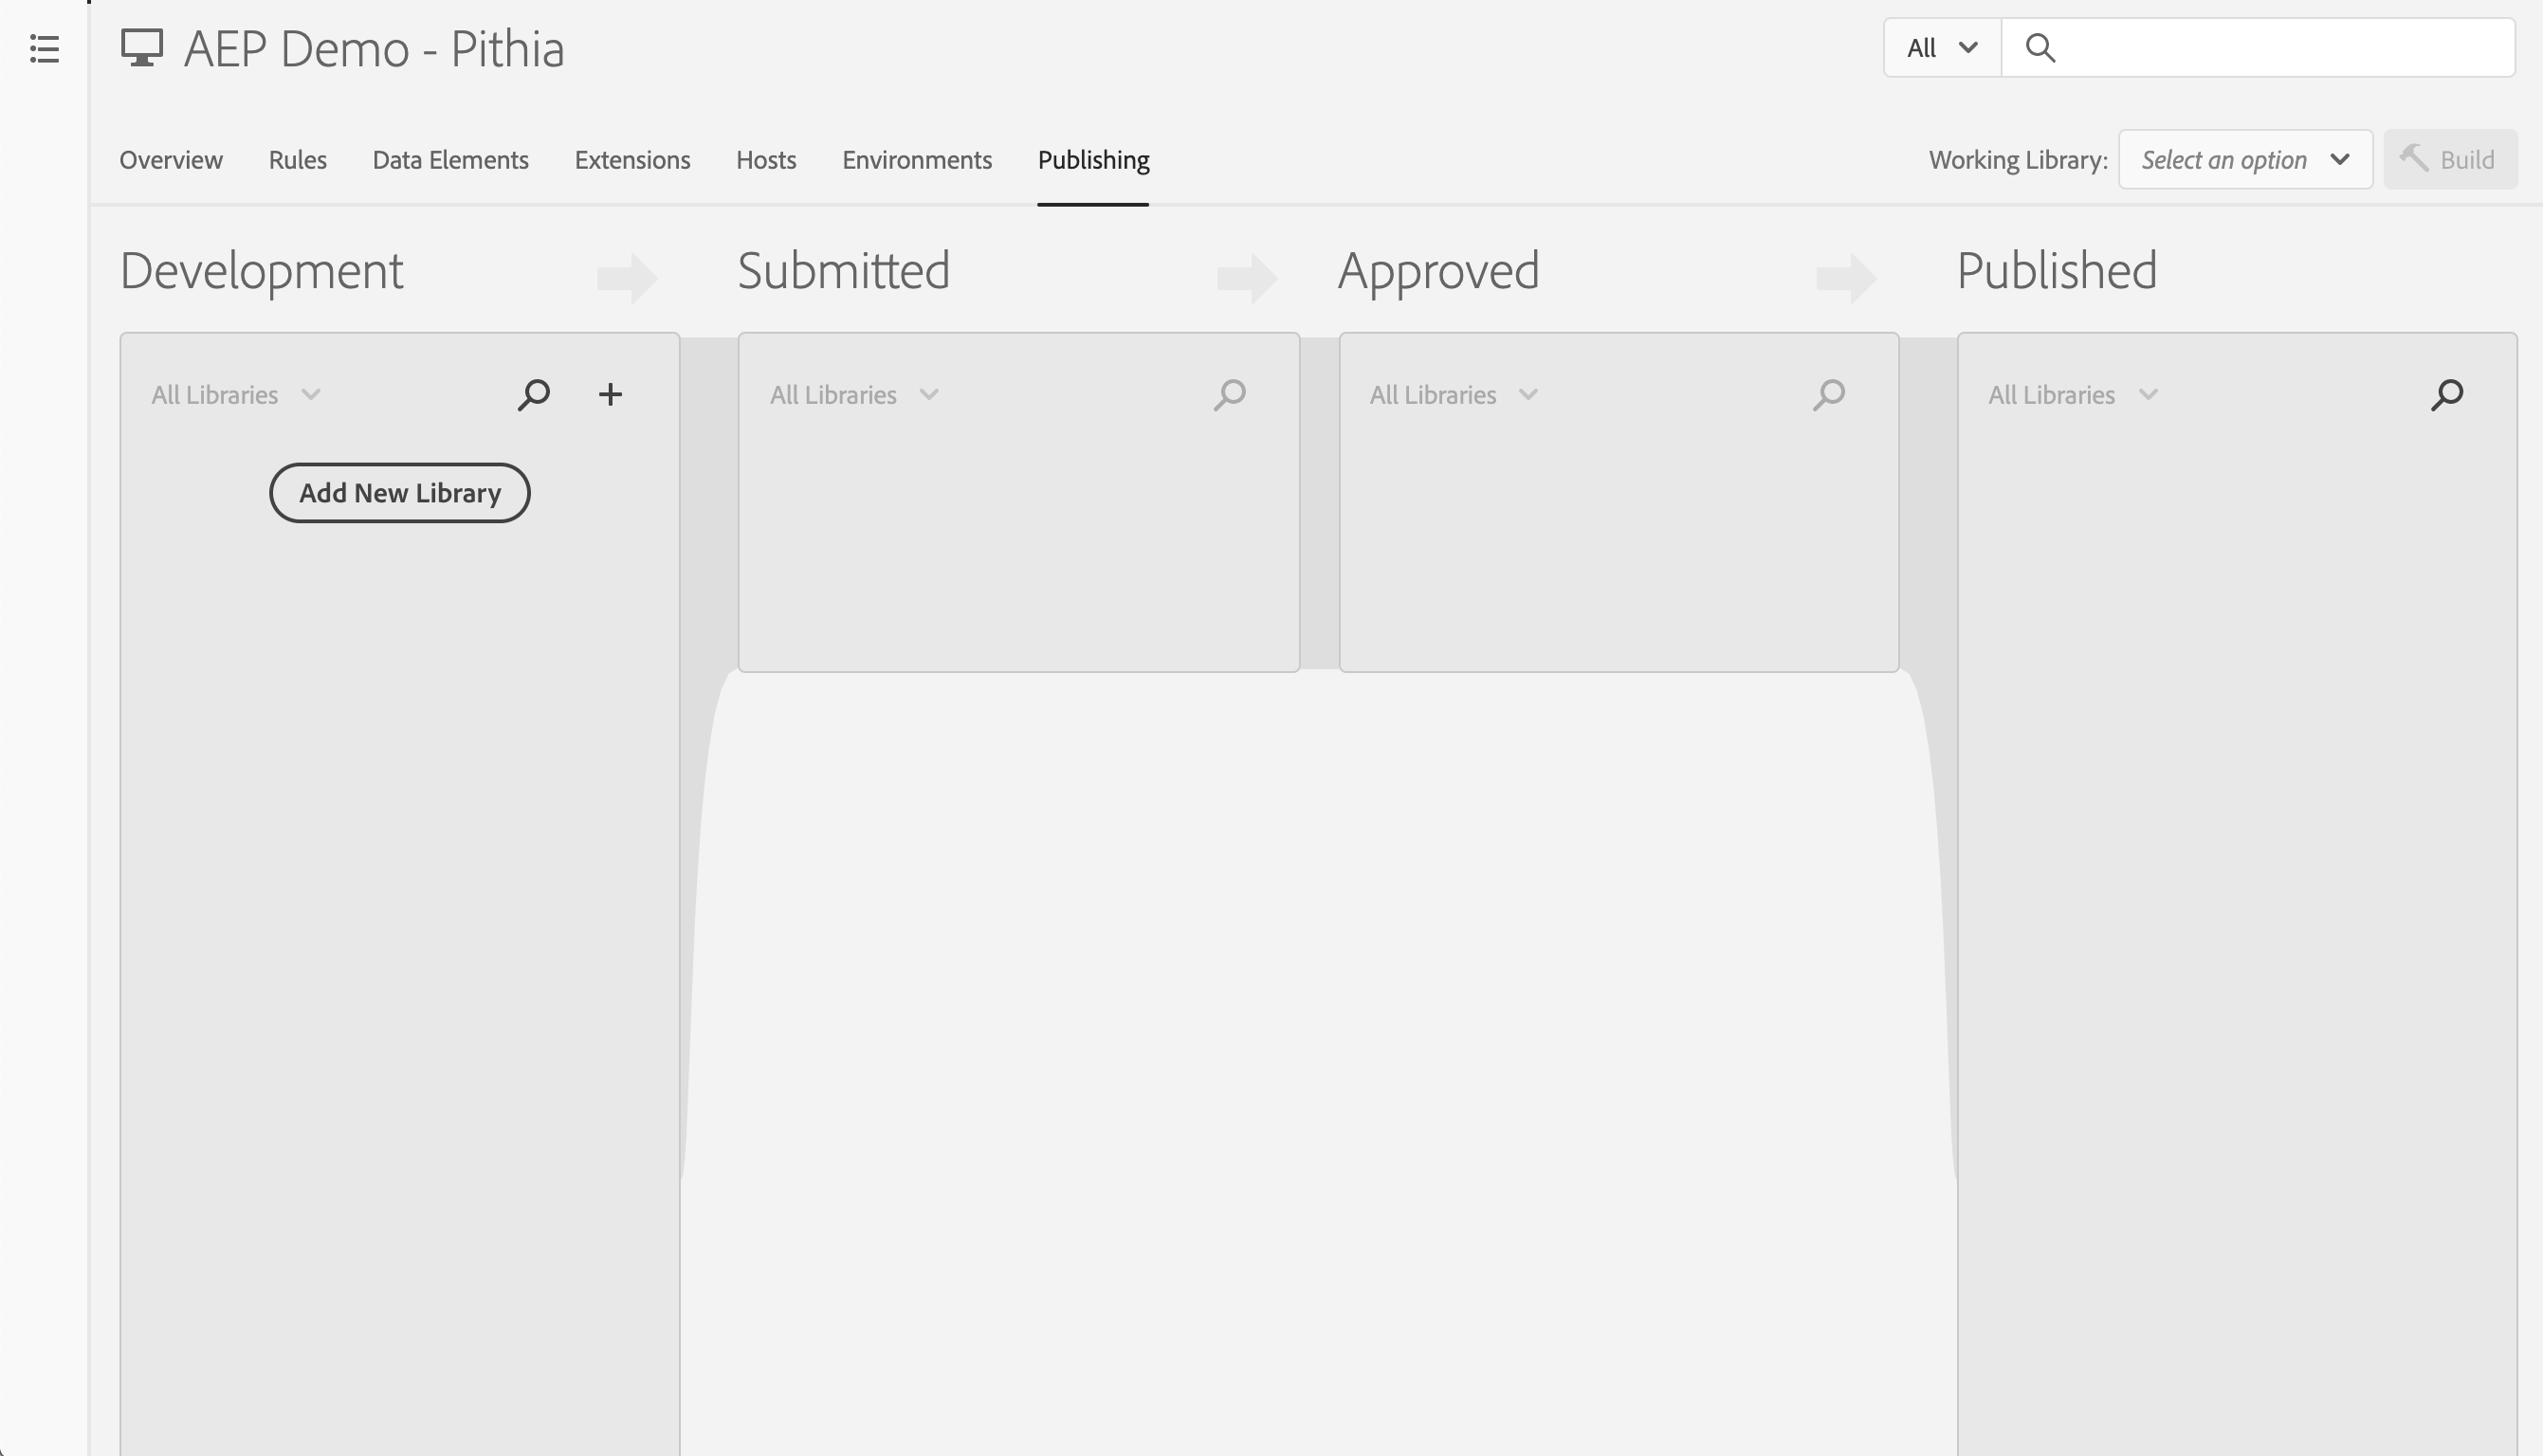 AEP Demo - Pithia
All
Overview Rules Data Elements Extensions Hosts Environments Publishing
Working Library: Select an option Build
Development Submitted Approved Published
All Libraries All Libraries All Libraries All Libraries
Add New Library